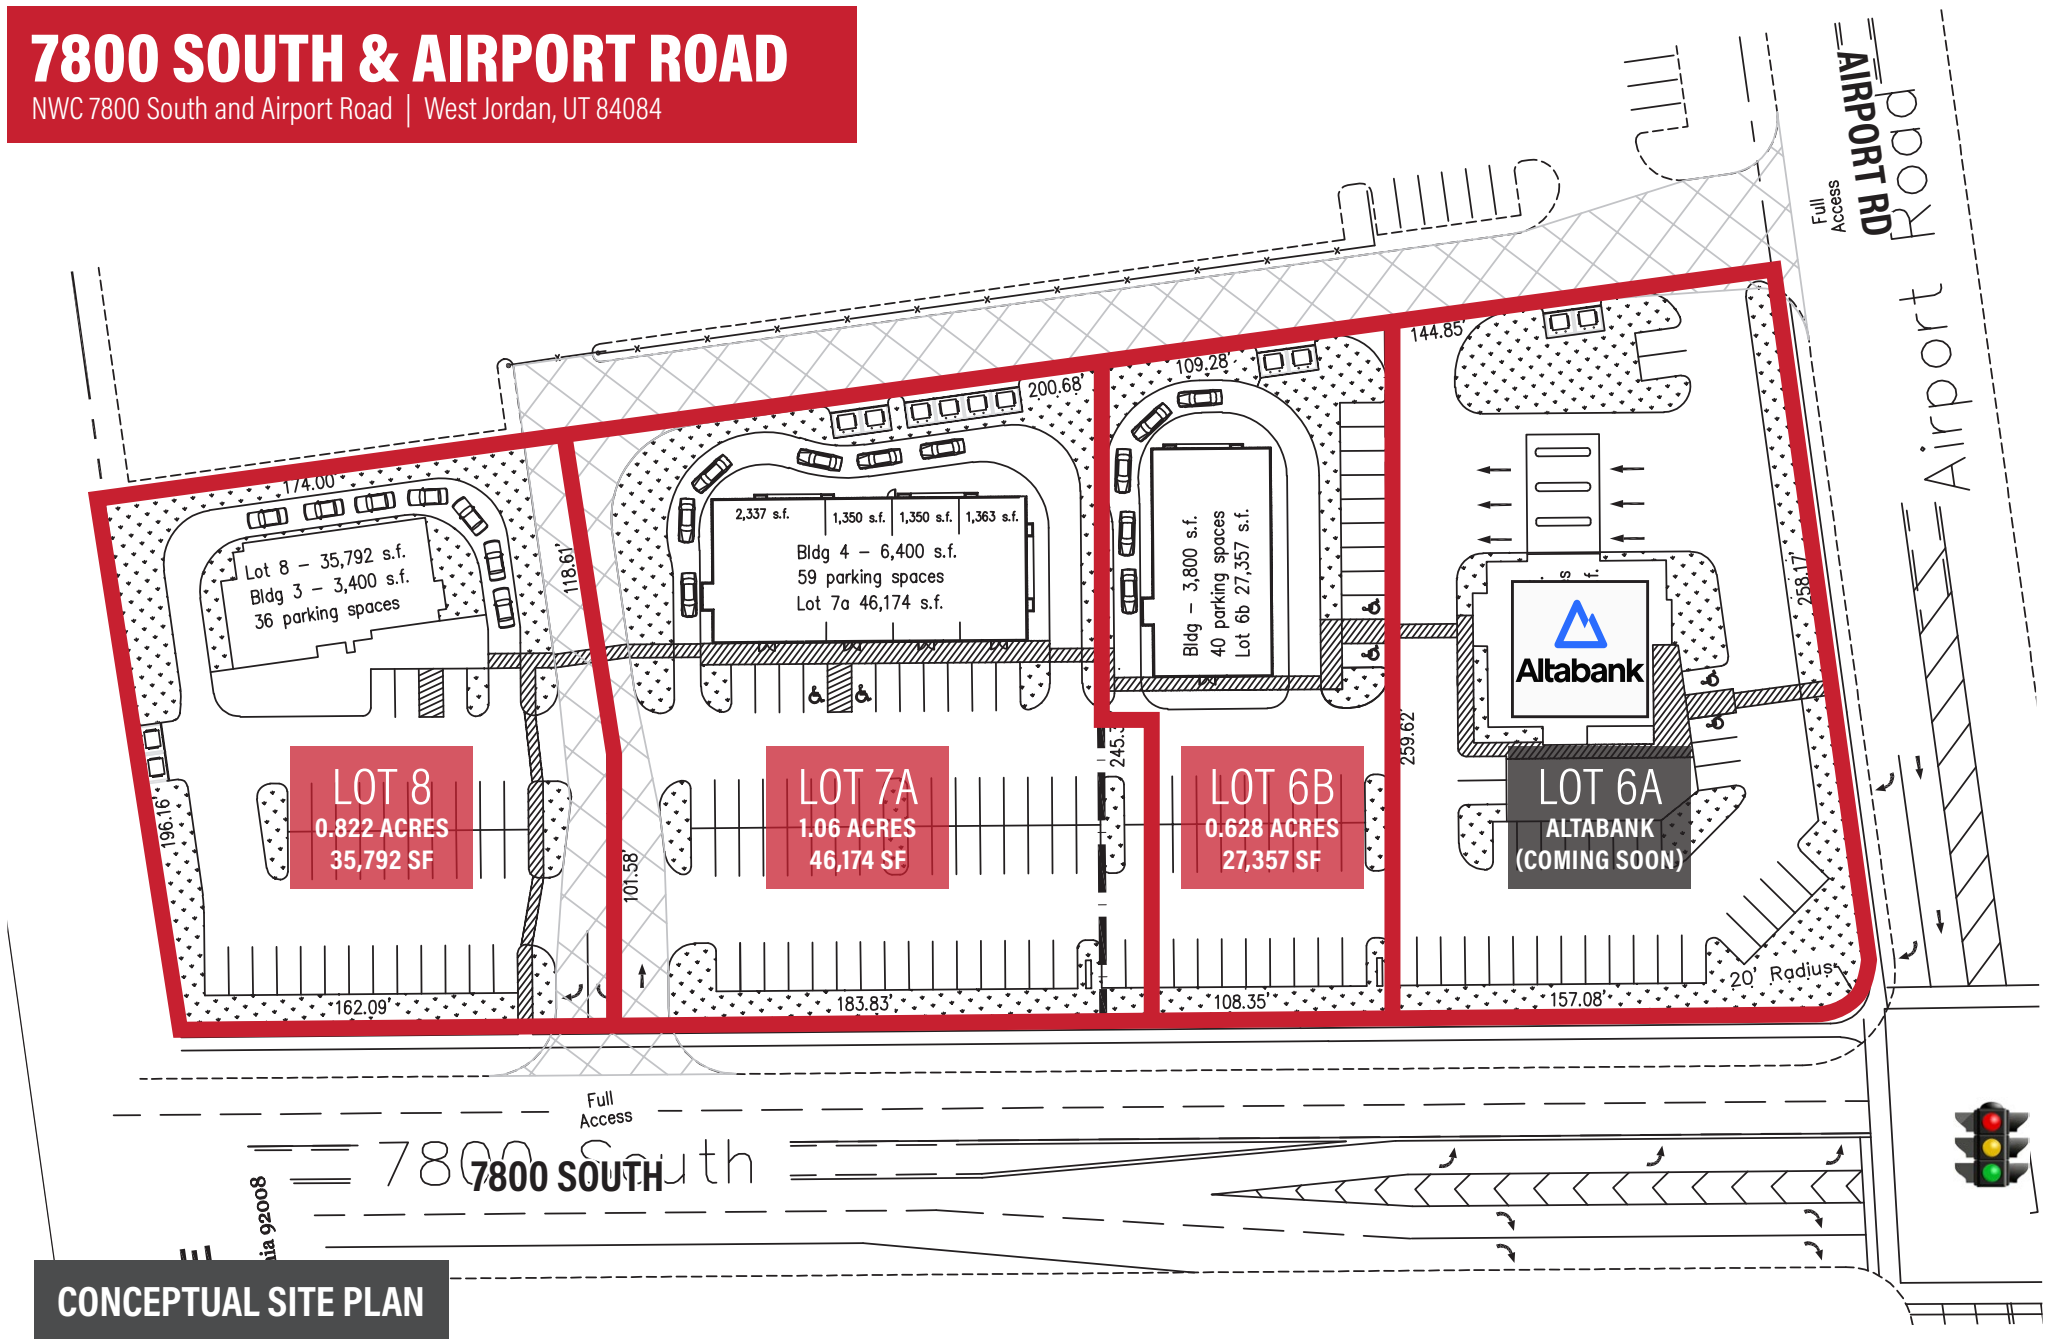 7800 SOUTH & AIRPORT ROAD
NWC 7800 South and Airport Road | West Jordan, UT 84084
AIRPORT RD
Airport Road
Full
Access
144.85'
109.28'
200.68'
174.00
118.61'
258.17'
2,337 s.f.
1,350 s.f.
1,350 s.f.
1,363 s.f.
Bldg 4 – 6,400 s.f.
59 parking spaces
Lot 7a 46,174 s.f.
Lot 8 – 35,792 s.f.
Bldg 3 – 3,400 s.f.
36 parking spaces
Bldg – 3,800 s.f.
40 parking spaces
Lot 6b 27,357 s.f.
Altabank
245.
259.62'
196.16'
101.58'
LOT 8
0.822 ACRES
35,792 SF
LOT 7A
1.06 ACRES
46,174 SF
LOT 6B
0.628 ACRES
27,357 SF
LOT 6A
ALTABANK
(COMING SOON)
20' Radius
162.09'
183.83'
108.35'
157.08'
Full
Access
7800 South
7800 SOUTH
nia 92008
CONCEPTUAL SITE PLAN